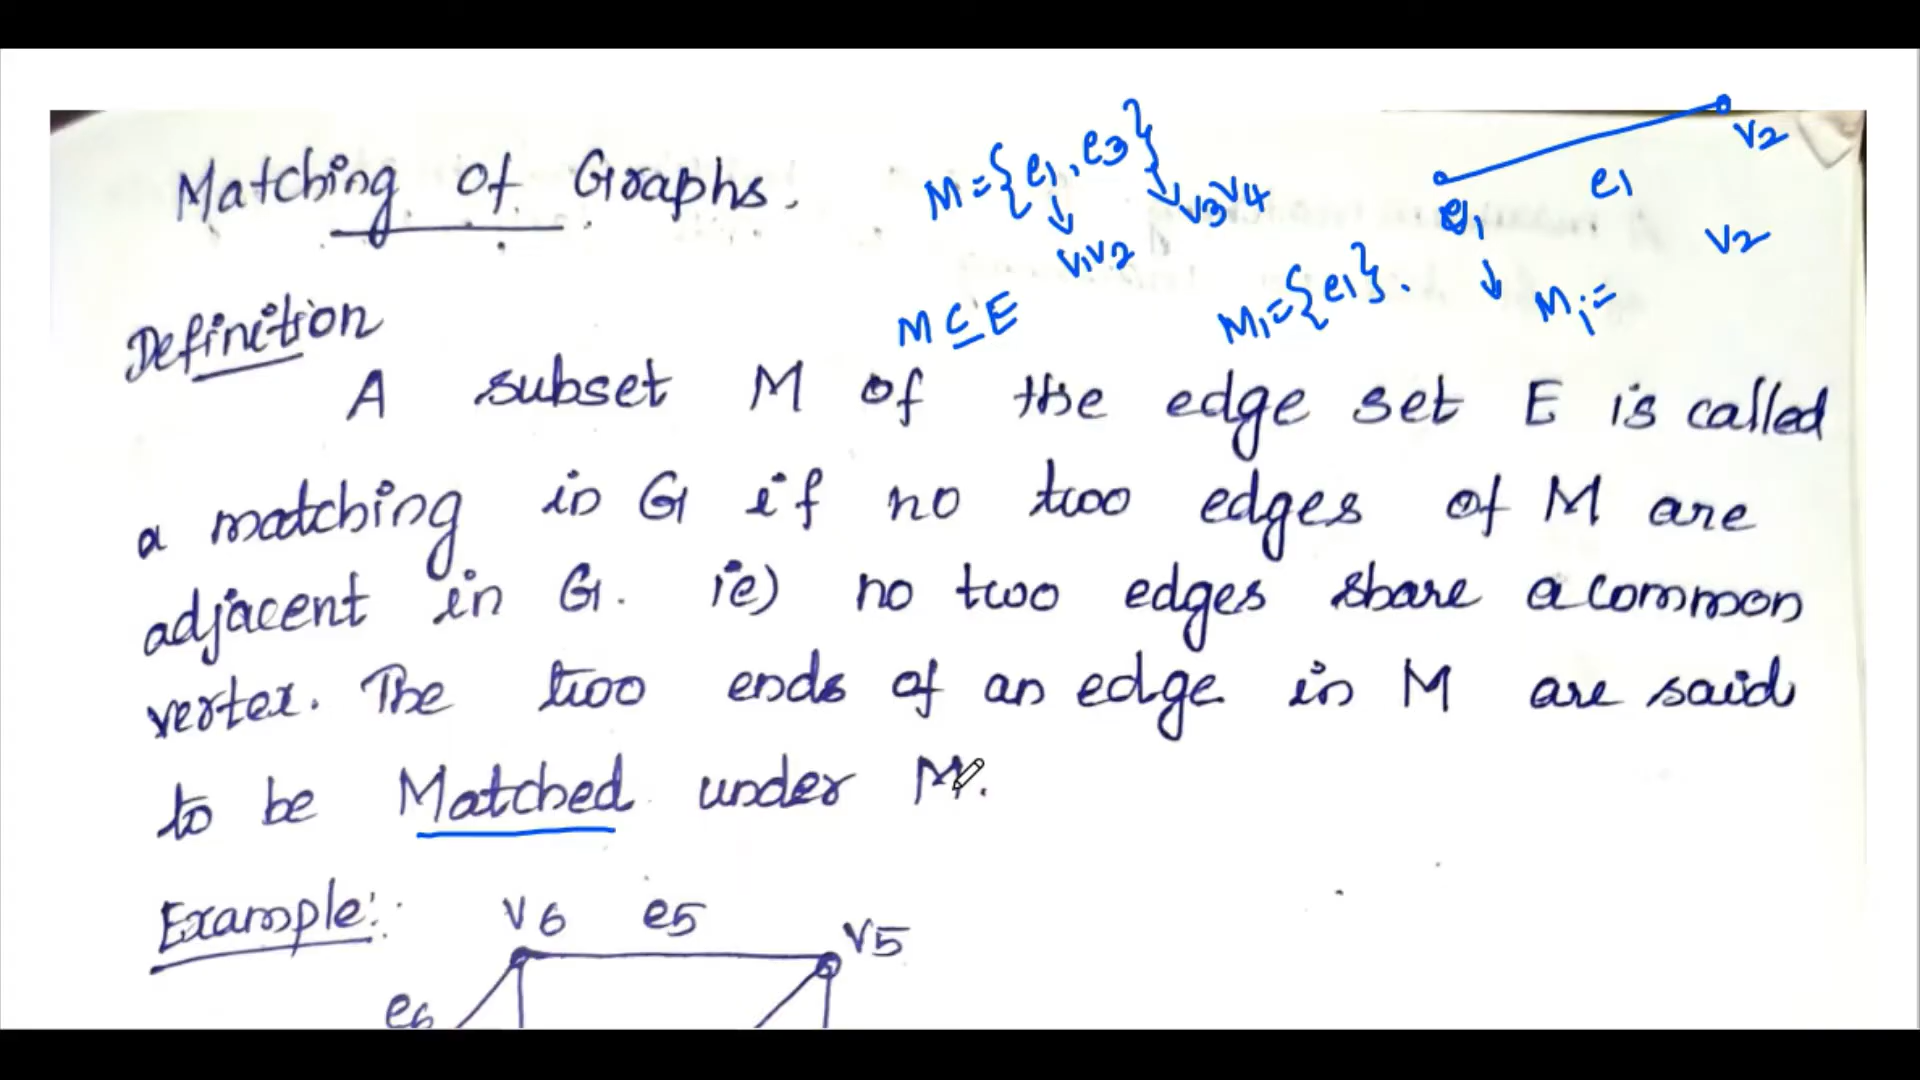 Matching of Graphs.
M = {e1, e3}
v1v2
v3v4
v2
e1
v2
M ⊆ E
M1 = {e1}.
Mi =
Definition
A subset M of the edge set E is called
a matching in G if no two edges of M are
adjacent in G. ie) no two edges share a common
vertex. The two ends of an edge in M are said
to be Matched under M.
Example:
v6 e5 v5
e6